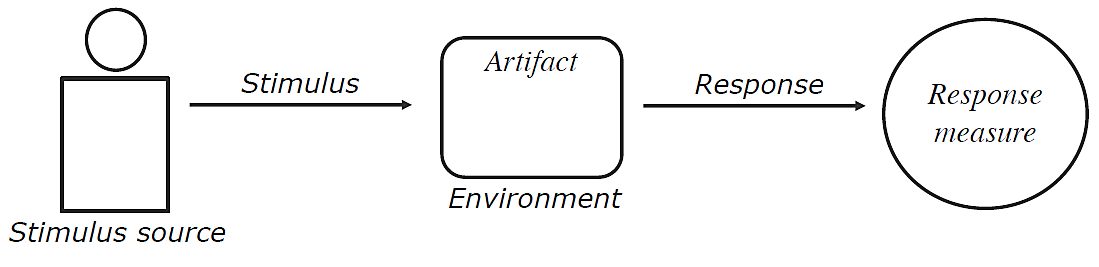 Stimulus source
Stimulus
Artifact
Environment
Response
Response
measure